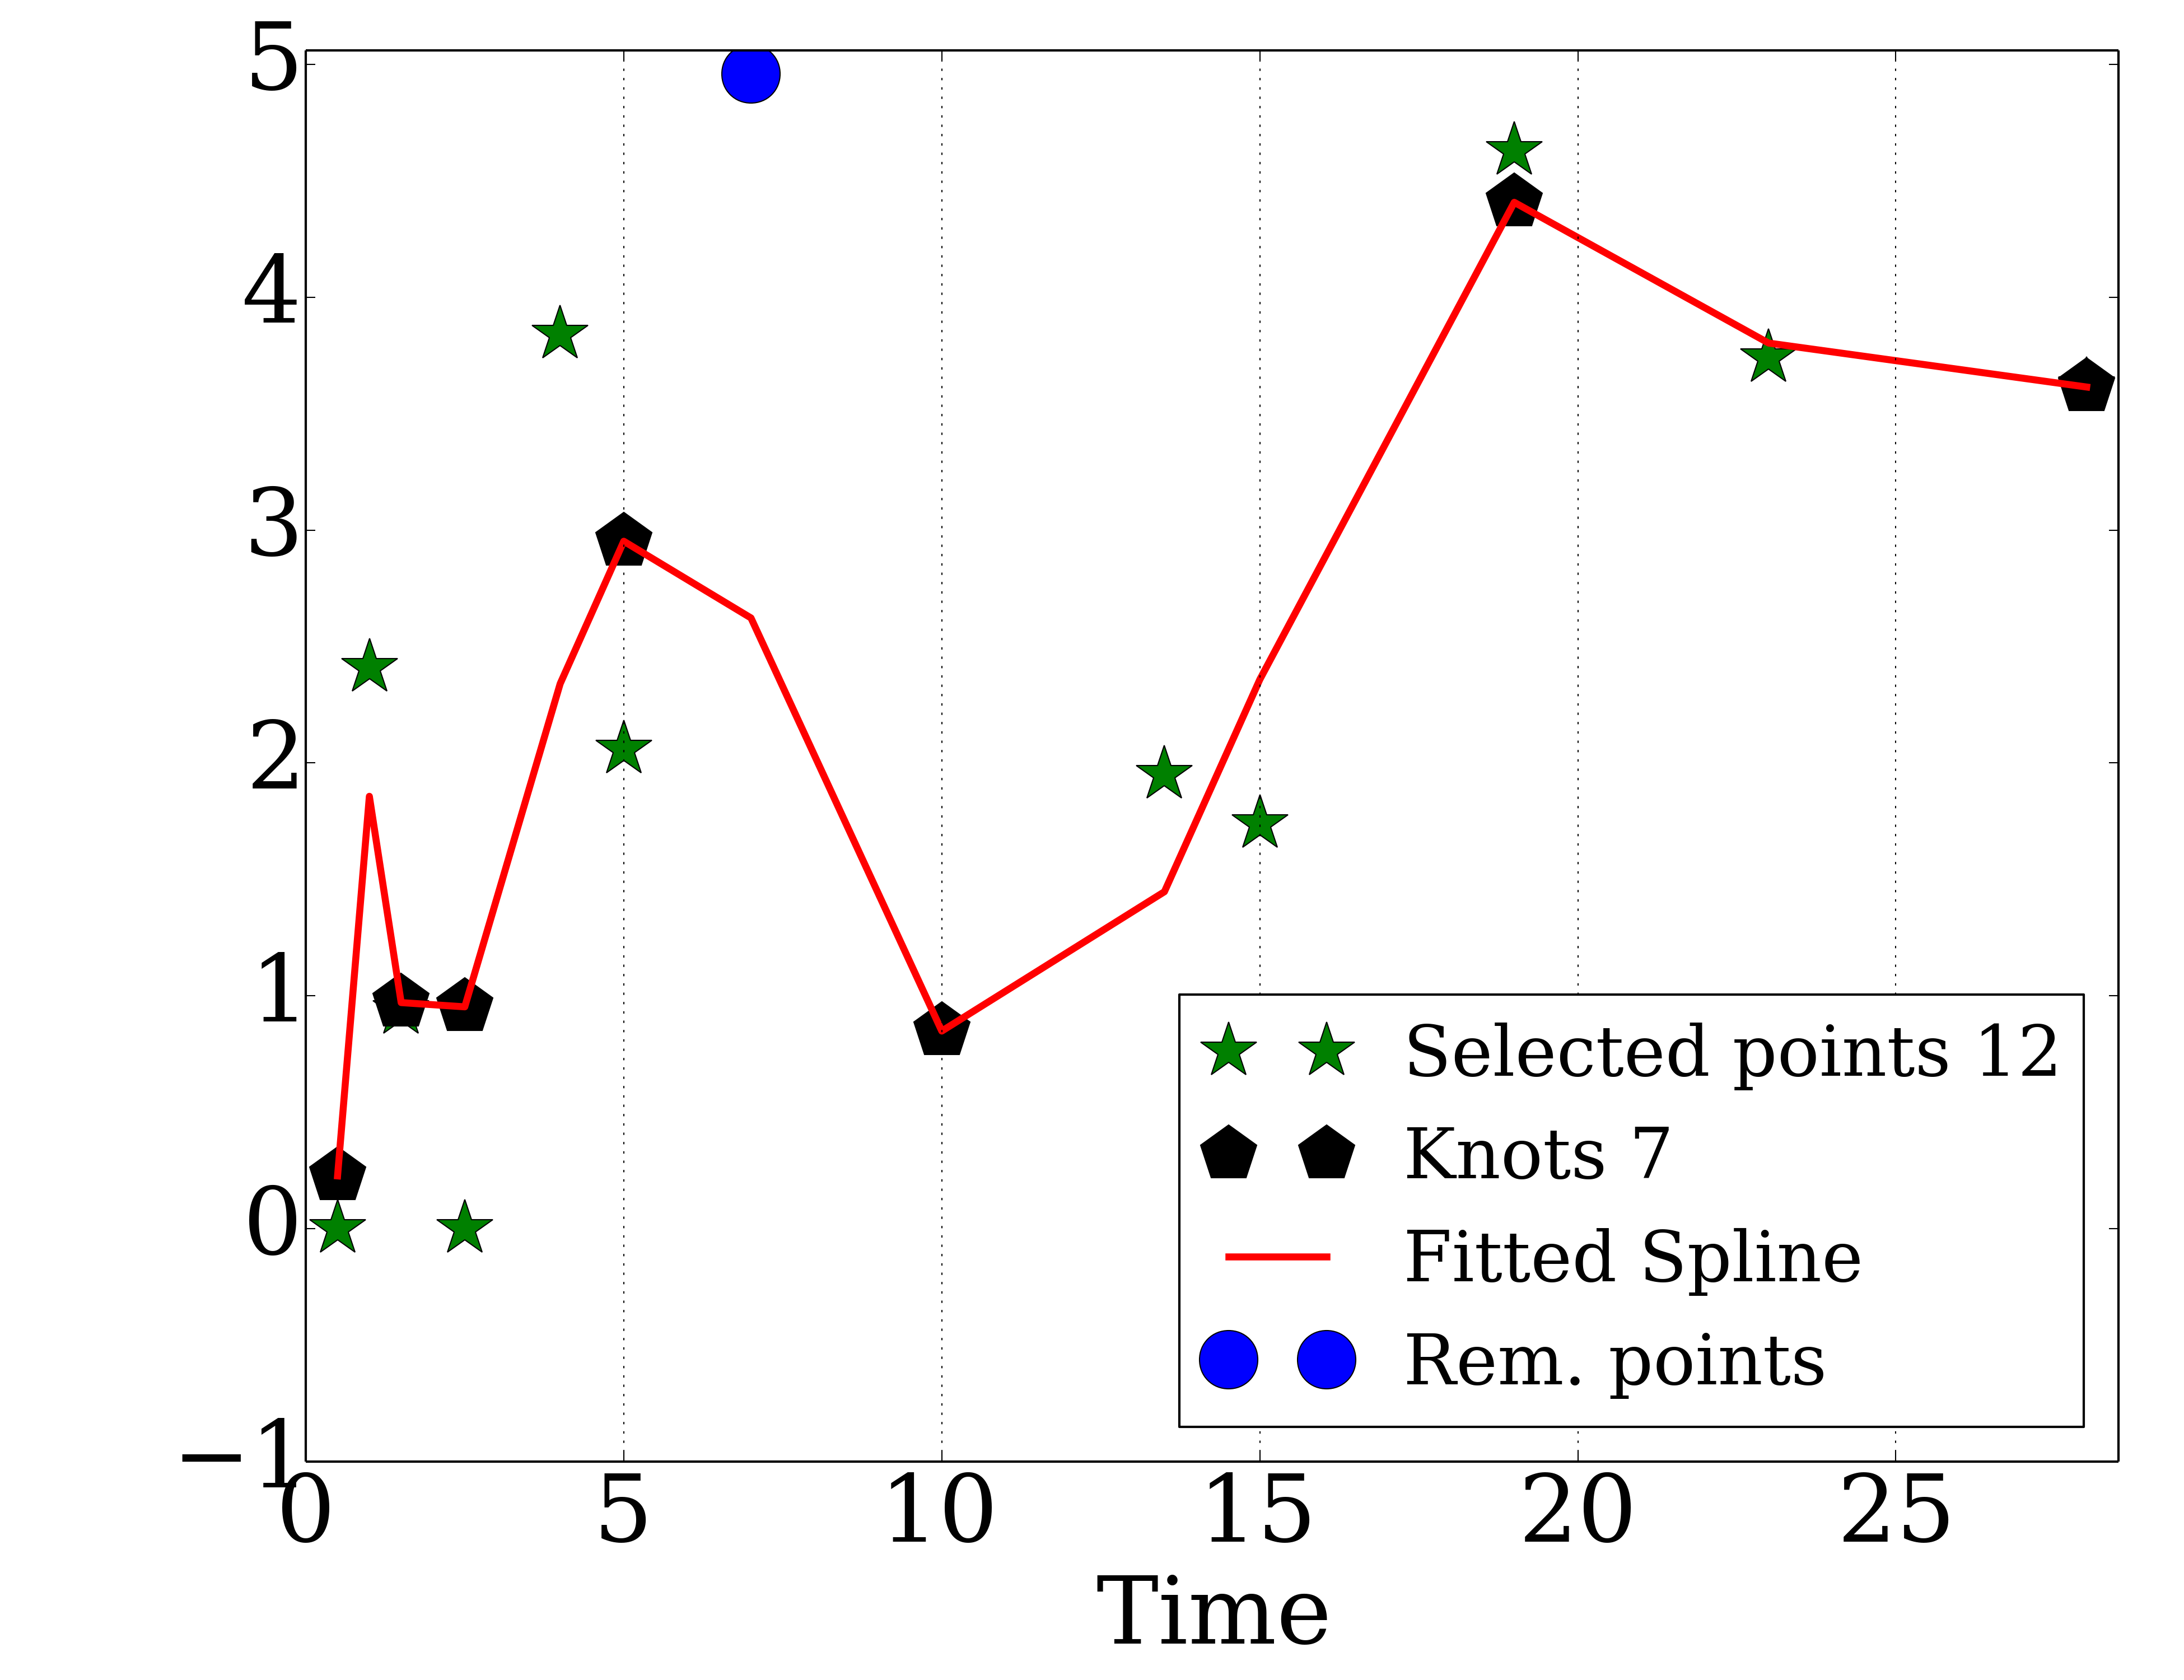 5
4
3
2
1
0
−1
0 5 10 15 20 25
Time
Selected points 12
Knots 7
Fitted Spline
Rem. points